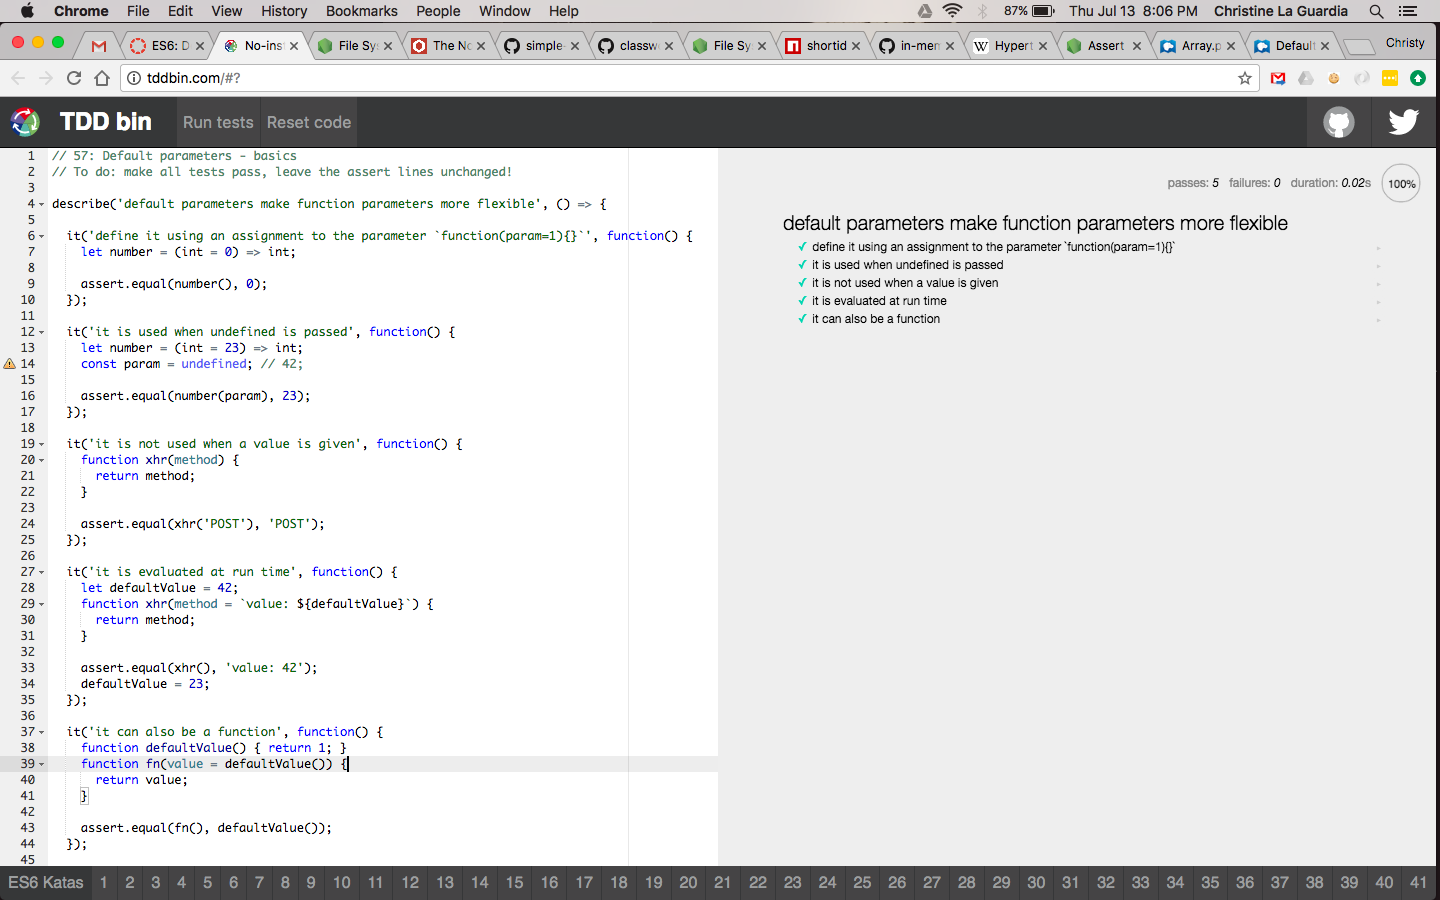 Chrome File Edit View History Bookmarks People Window Help 87% Thu Jul 13 8:06 PM Christine La Guardia
ES6: D No-ins File Sy The No simple- classw File Sy shortid in-mem Hypert Assert Array.p Default Christy
tddbin.com/#?
TDD bin Run tests Reset code
1 // 57: Default parameters - basics
2 // To do: make all tests pass, leave the assert lines unchanged!
3
4 describe('default parameters make function parameters more flexible', () => {
5
6 it('define it using an assignment to the parameter `function(param=1){}`', function() {
7 let number = (int = 0) => int;
8
9 assert.equal(number(), 0);
10 });
11
12 it('it is used when undefined is passed', function() {
13 let number = (int = 23) => int;
14 const param = undefined; // 42;
15
16 assert.equal(number(param), 23);
17 });
18
19 it('it is not used when a value is given', function() {
20 function xhr(method) {
21 return method;
22 }
23
24 assert.equal(xhr('POST'), 'POST');
25 });
26
27 it('it is evaluated at run time', function() {
28 let defaultValue = 42;
29 function xhr(method = `value: ${defaultValue}`) {
30 return method;
31 }
32
33 assert.equal(xhr(), 'value: 42');
34 defaultValue = 23;
35 });
36
37 it('it can also be a function', function() {
38 function defaultValue() { return 1; }
39 function fn(value = defaultValue()) {
40 return value;
41 }
42
43 assert.equal(fn(), defaultValue());
44 });
45
passes: 5 failures: 0 duration: 0.02s 100%
default parameters make function parameters more flexible
✓ define it using an assignment to the parameter `function(param=1){}`
✓ it is used when undefined is passed
✓ it is not used when a value is given
✓ it is evaluated at run time
✓ it can also be a function
ES6 Katas 1 2 3 4 5 6 7 8 9 10 11 12 13 14 15 16 17 18 19 20 21 22 23 24 25 26 27 28 29 30 31 32 33 34 35 36 37 38 39 40 41